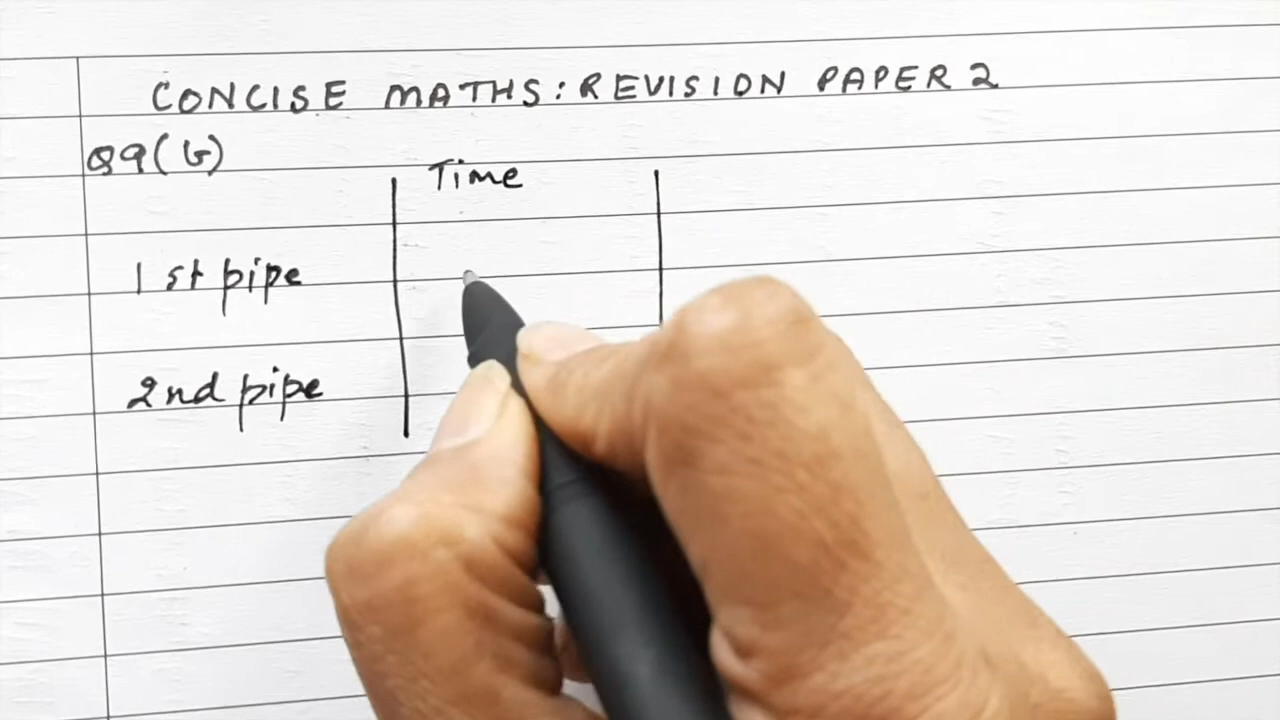 CONCISE MATHS: REVISION PAPER 2
Q9(b)
Time
1st pipe
2nd pipe